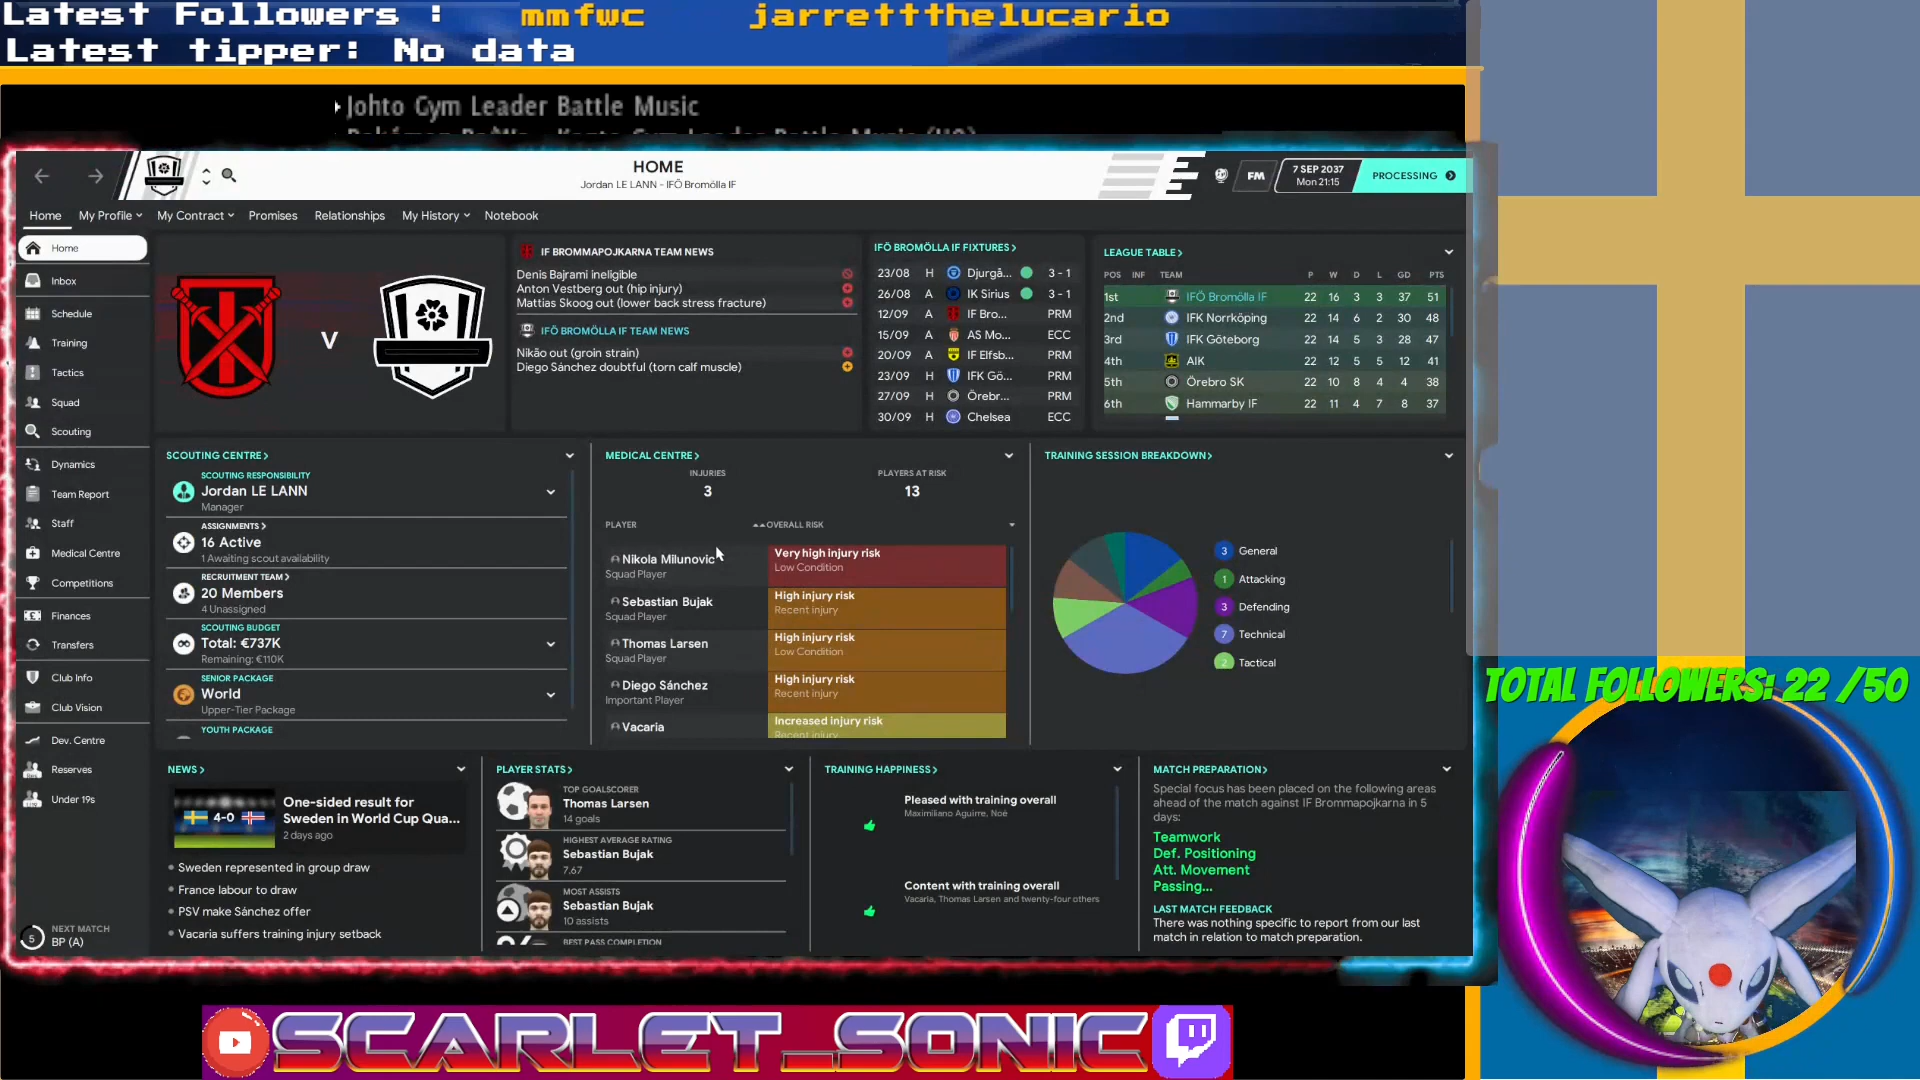 Latest Followers : mmfwc jarrettthelucario
Latest tipper: No data
Johto Gym Leader Battle Music
HOME
Jordan LE LANN - IFÖ Bromölla IF
FM
7 SEP 2037
Mon 21:15
PROCESSING
Home My Profile My Contract Promises Relationships My History Notebook
Home
Inbox
Schedule
Training
Tactics
Squad
Scouting
Dynamics
Team Report
Staff
Medical Centre
Competitions
Finances
Transfers
Club Info
Club Vision
Dev. Centre
Reserves
Under 19s
5
NEXT MATCH
BP (A)
V
IF BROMMAPOJKARNA TEAM NEWS
Denis Bajrami ineligible
Anton Vestberg out (hip injury)
Mattias Skoog out (lower back stress fracture)
IFÖ BROMÖLLA IF TEAM NEWS
Nikão out (groin strain)
Diego Sánchez doubtful (torn calf muscle)
IFÖ BROMÖLLA IF FIXTURES >
23/08 H Djurgå... 3 - 1
26/08 A IK Sirius 3 - 1
12/09 A IF Bro... PRM
15/09 A AS Mo... ECC
20/09 A IF Elfsb... PRM
23/09 H IFK Gö... PRM
27/09 H Örebr... PRM
30/09 H Chelsea ECC
LEAGUE TABLE >
POS INF TEAM P W D L GD PTS
1st IFÖ Bromölla IF 22 16 3 3 37 51
2nd IFK Norrköping 22 14 6 2 30 48
3rd IFK Göteborg 22 14 5 3 28 47
4th AIK 22 12 5 5 12 41
5th Örebro SK 22 10 8 4 4 38
6th Hammarby IF 22 11 4 7 8 37
SCOUTING CENTRE >
SCOUTING RESPONSIBILITY
Jordan LE LANN
Manager
ASSIGNMENTS >
16 Active
1 Awaiting scout availability
RECRUITMENT TEAM >
20 Members
4 Unassigned
SCOUTING BUDGET
Total: €737K
Remaining: €110K
SENIOR PACKAGE
World
Upper-Tier Package
YOUTH PACKAGE
MEDICAL CENTRE >
INJURIES
3
PLAYERS AT RISK
13
PLAYER OVERALL RISK
Nikola Milunovic
Squad Player
Very high injury risk
Low Condition
Sebastian Bujak
Squad Player
High injury risk
Recent injury
Thomas Larsen
Squad Player
High injury risk
Low Condition
Diego Sánchez
Important Player
High injury risk
Recent injury
Vacaria
Increased injury risk
Recent injury
TRAINING SESSION BREAKDOWN >
3 General
1 Attacking
3 Defending
7 Technical
2 Tactical
NEWS >
4-0
One-sided result for
Sweden in World Cup Qua...
2 days ago
Sweden represented in group draw
France labour to draw
PSV make Sánchez offer
Vacaria suffers training injury setback
PLAYER STATS >
TOP GOALSCORER
Thomas Larsen
14 goals
HIGHEST AVERAGE RATING
Sebastian Bujak
7.67
MOST ASSISTS
Sebastian Bujak
10 assists
BEST PASS COMPLETION
TRAINING HAPPINESS >
Pleased with training overall
Maximiliano Aguirre, Noé
Content with training overall
Vacaria, Thomas Larsen and twenty-four others
MATCH PREPARATION >
Special focus has been placed on the following areas
ahead of the match against IF Brommapojkarna in 5
days:
Teamwork
Def. Positioning
Att. Movement
Passing...
LAST MATCH FEEDBACK
There was nothing specific to report from our last
match in relation to match preparation.
TOTAL FOLLOWERS: 22 /50
SCARLET_SONIC